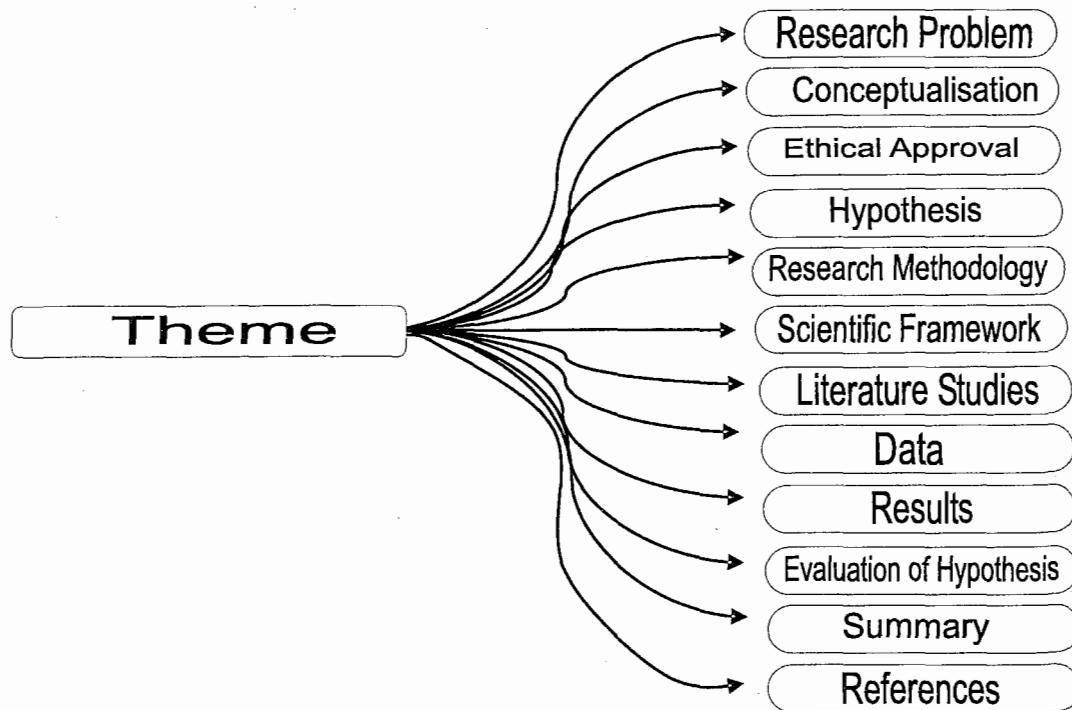 Research Problem
Conceptualisation
Ethical Approval
Hypothesis
Research Methodology
Theme
Scientific Framework
Literature Studies
Data
Results
Evaluation of Hypothesis
Summary
References